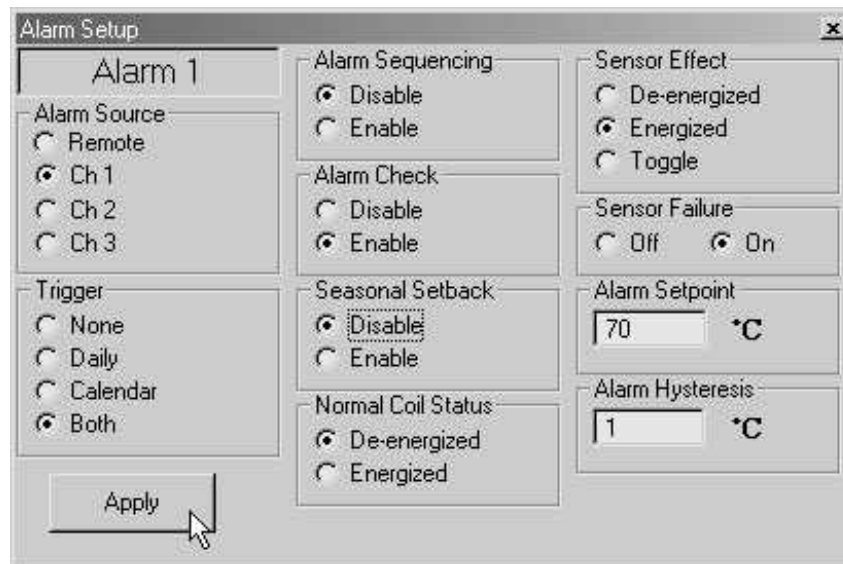 Alarm Setup
Alarm 1
Alarm Source
Remote
Ch 1
Ch 2
Ch 3
Trigger
None
Daily
Calendar
Both
Apply
Alarm Sequencing
Disable
Enable
Alarm Check
Disable
Enable
Seasonal Setback
Disable
Enable
Normal Coil Status
De-energized
Energized
Sensor Effect
De-energized
Energized
Toggle
Sensor Failure
Off On
Alarm Setpoint
70 °C
Alarm Hysteresis
1 °C